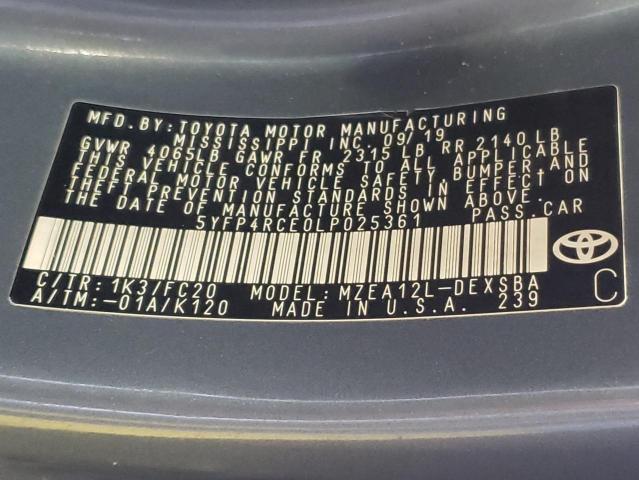 MFD. BY: TOYOTA MOTOR MANUFACTURING
MISSISSIPPI INC. 09/19
GVWR 4065LB GAWR FR 2315 LB RR 2140 LB
THIS VEHICLE CONFORMS TO ALL APPLICABLE
FEDERAL MOTOR VEHICLE SAFETY, BUMPER, AND
THEFT PREVENTION STANDARDS IN EFFECT ON
THE DATE OF MANUFACTURE SHOWN ABOVE.
5YFP4RCE0LP025361 PASS.CAR
C/TR: 1K3/FC20 MODEL: MZEA12L-DEXSBA
A/TM:-01A/K120 MADE IN U.S.A. 239 C